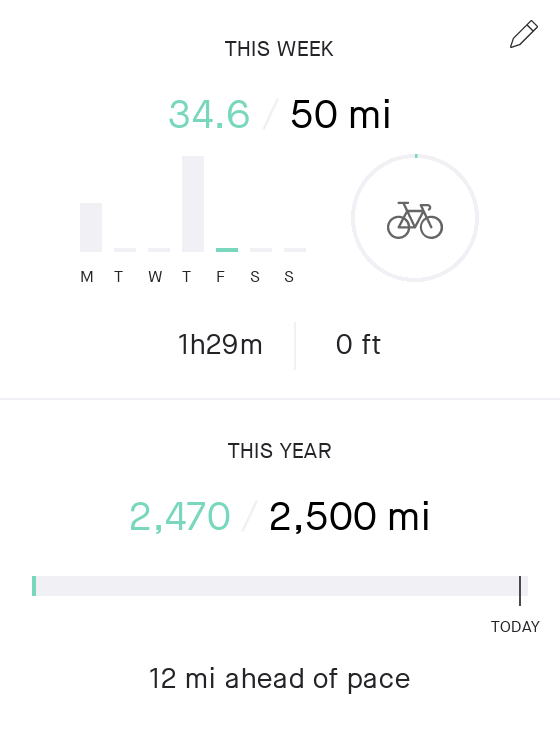 THIS WEEK
34.6 / 50 mi
M T W T F S S
1h29m 0 ft
THIS YEAR
2,470 / 2,500 mi
TODAY
12 mi ahead of pace